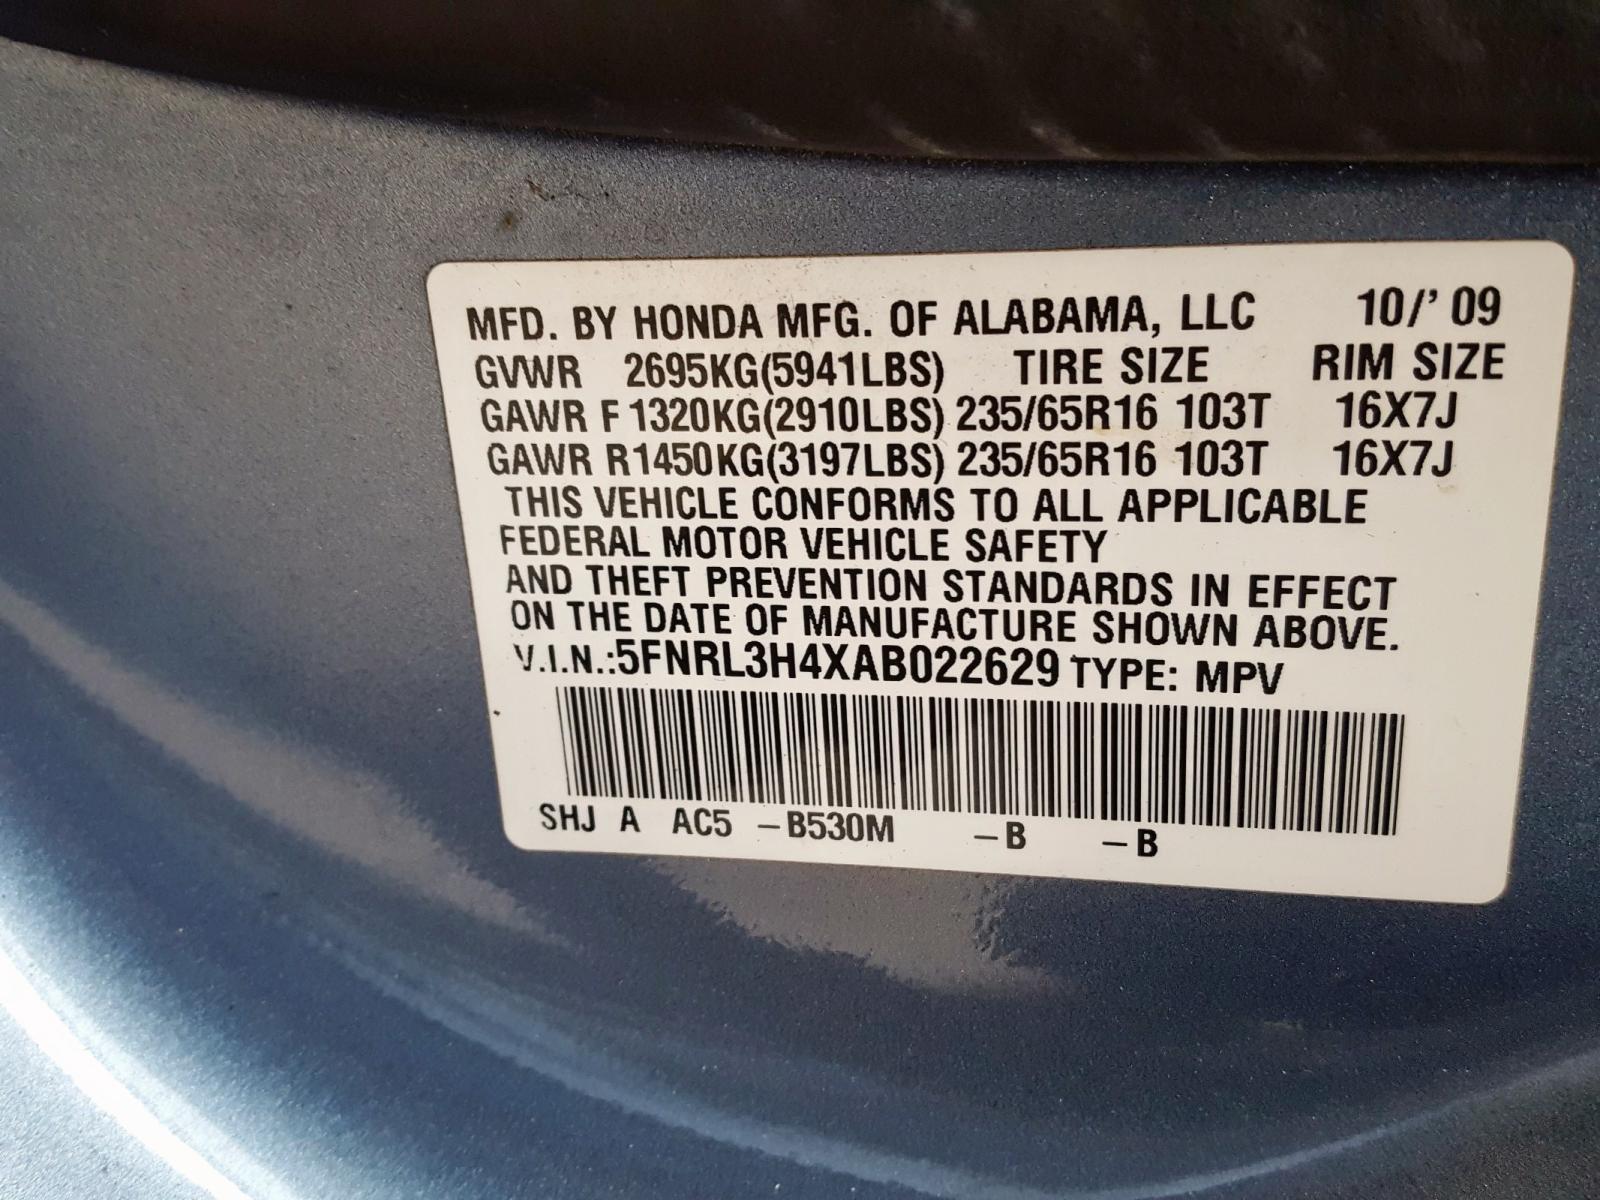 MFD. BY HONDA MFG. OF ALABAMA, LLC 10/' 09
GVWR 2695KG(5941LBS) TIRE SIZE RIM SIZE
GAWR F 1320KG(2910LBS) 235/65R16 103T 16X7J
GAWR R1450KG(3197LBS) 235/65R16 103T 16X7J
THIS VEHICLE CONFORMS TO ALL APPLICABLE
FEDERAL MOTOR VEHICLE SAFETY
AND THEFT PREVENTION STANDARDS IN EFFECT
ON THE DATE OF MANUFACTURE SHOWN ABOVE.
V.I.N.:5FNRL3H4XAB022629 TYPE: MPV
SHJ A AC5 -B530M -B -B